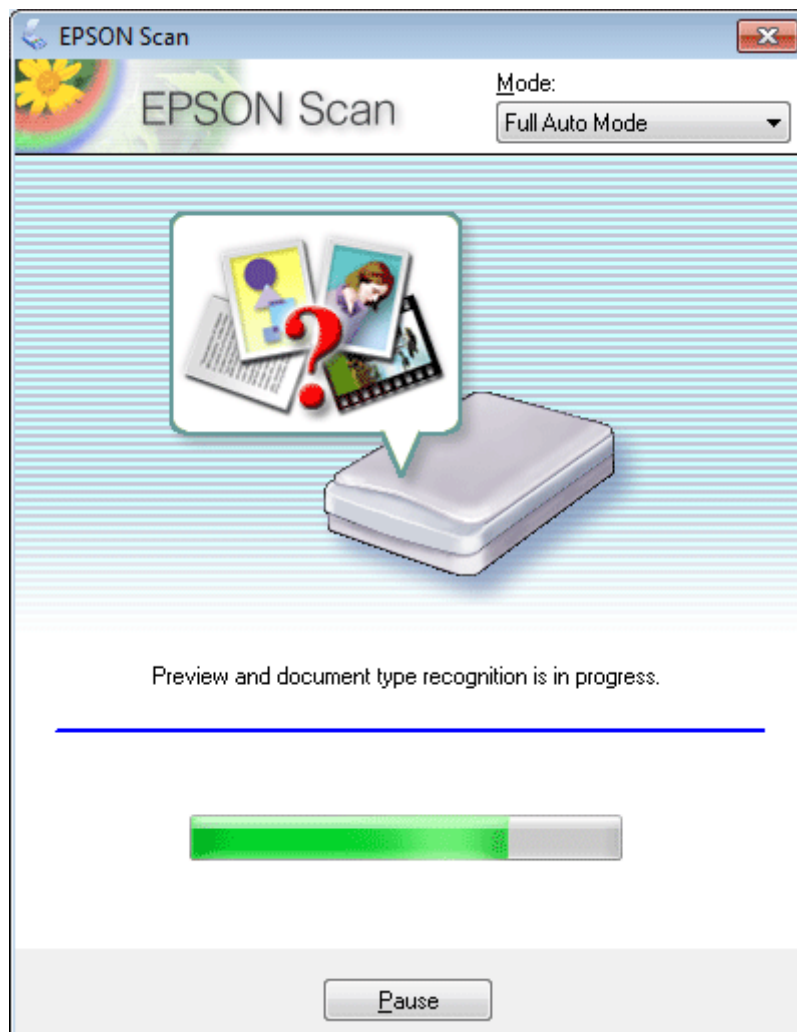 EPSON Scan
EPSON Scan
Mode:
Full Auto Mode
Preview and document type recognition is in progress.
Pause